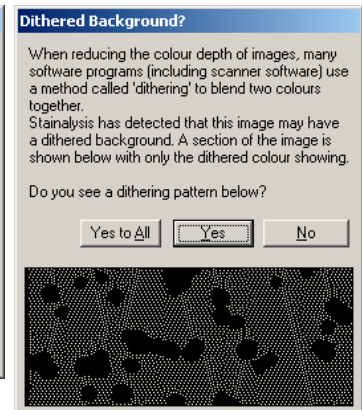 Dithered Background?
When reducing the colour depth of images, many
software programs (including scanner software) use
a method called 'dithering' to blend two colours
together.
Stainalysis has detected that this image may have
a dithered background. A section of the image is
shown below with only the dithered colour showing.
Do you see a dithering pattern below?
Yes to All
Yes
No